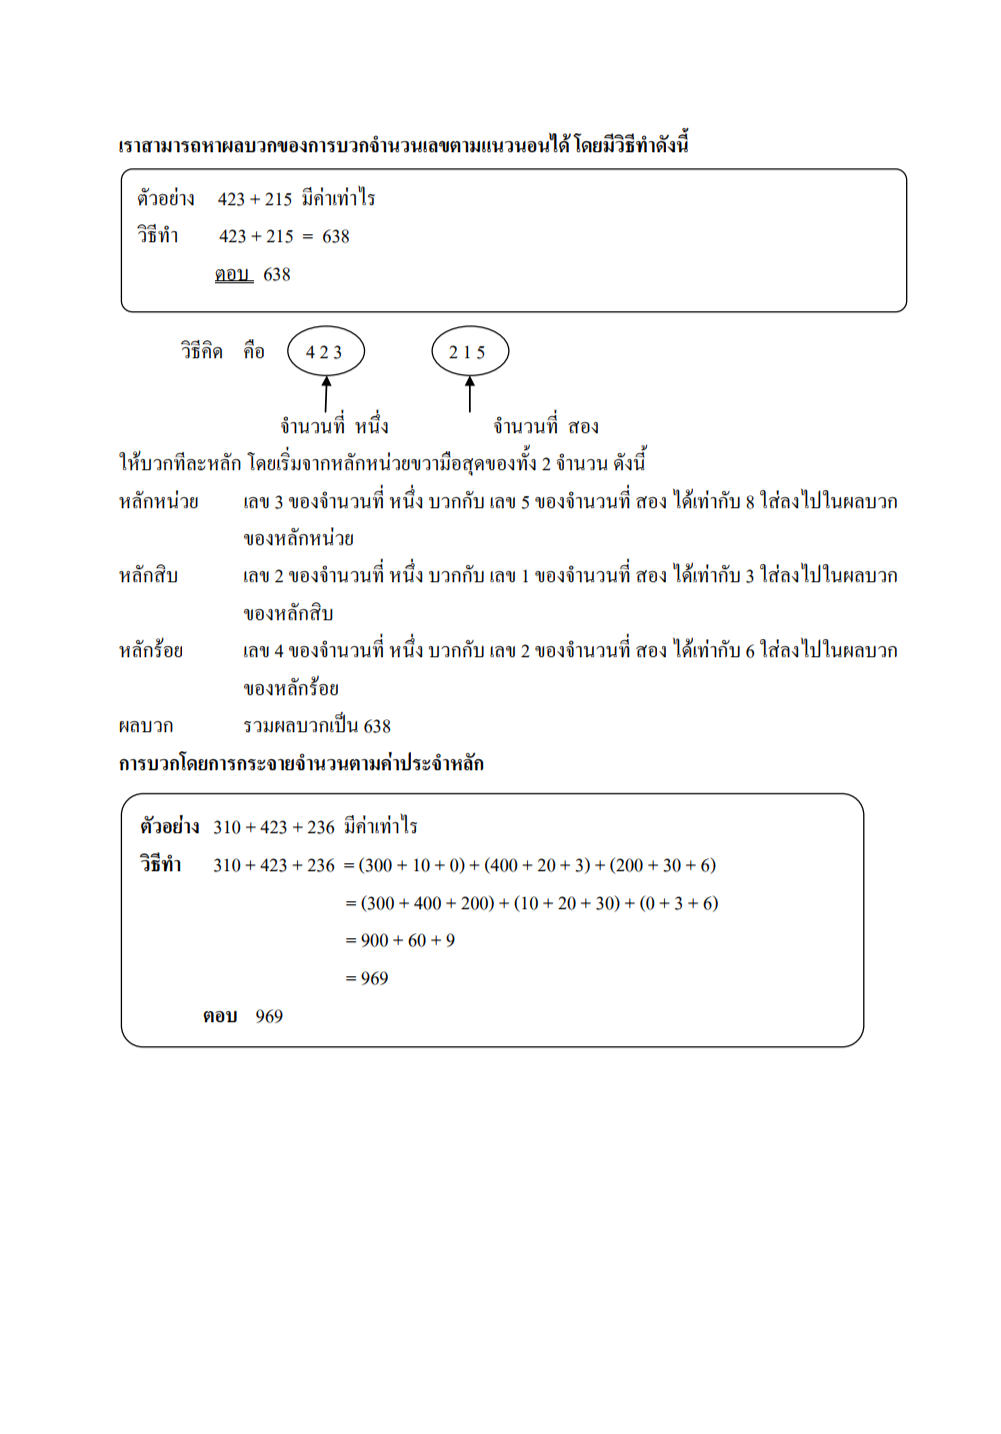 เราสามารถหาผลบวกของการบวกจำนวนเลขตามแนวนอนได้ โดยมีวิธีทำดังนี้
ตัวอย่าง 423 + 215 มีค่าเท่าไร
วิธีทำ 423 + 215 = 638
ตอบ 638
วิธีคิด คือ 4 2 3 2 1 5
จำนวนที่ หนึ่ง จำนวนที่ สอง
ให้บวกทีละหลัก โดยเริ่มจากหลักหน่วยขวามือสุดของทั้ง 2 จำนวน ดังนี้
หลักหน่วย เลข 3 ของจำนวนที่ หนึ่ง บวกกับ เลข 5 ของจำนวนที่ สอง ได้เท่ากับ 8 ใส่ลงไปในผลบวก
ของหลักหน่วย
หลักสิบ เลข 2 ของจำนวนที่ หนึ่ง บวกกับ เลข 1 ของจำนวนที่ สอง ได้เท่ากับ 3 ใส่ลงไปในผลบวก
ของหลักสิบ
หลักร้อย เลข 4 ของจำนวนที่ หนึ่ง บวกกับ เลข 2 ของจำนวนที่ สอง ได้เท่ากับ 6 ใส่ลงไปในผลบวก
ของหลักร้อย
ผลบวก รวมผลบวกเป็น 638
การบวกโดยการกระจายจำนวนตามค่าประจำหลัก
ตัวอย่าง 310 + 423 + 236 มีค่าเท่าไร
วิธีทำ 310 + 423 + 236 = (300 + 10 + 0) + (400 + 20 + 3) + (200 + 30 + 6)
= (300 + 400 + 200) + (10 + 20 + 30) + (0 + 3 + 6)
= 900 + 60 + 9
= 969
ตอบ 969